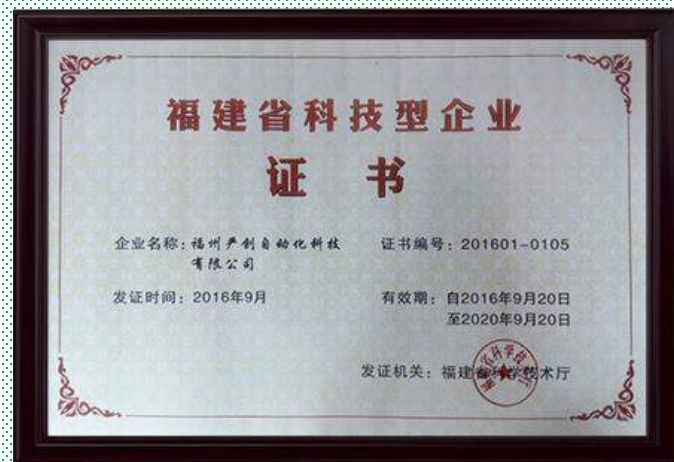 福建省科技型企业
证 书
企业名称：福州严创自动化科技
有限公司
证书编号：201601-0105
发证时间：2016年9月
有效期：自2016年9月20日
至2020年9月20日
发证机关：福建省科学技术厅